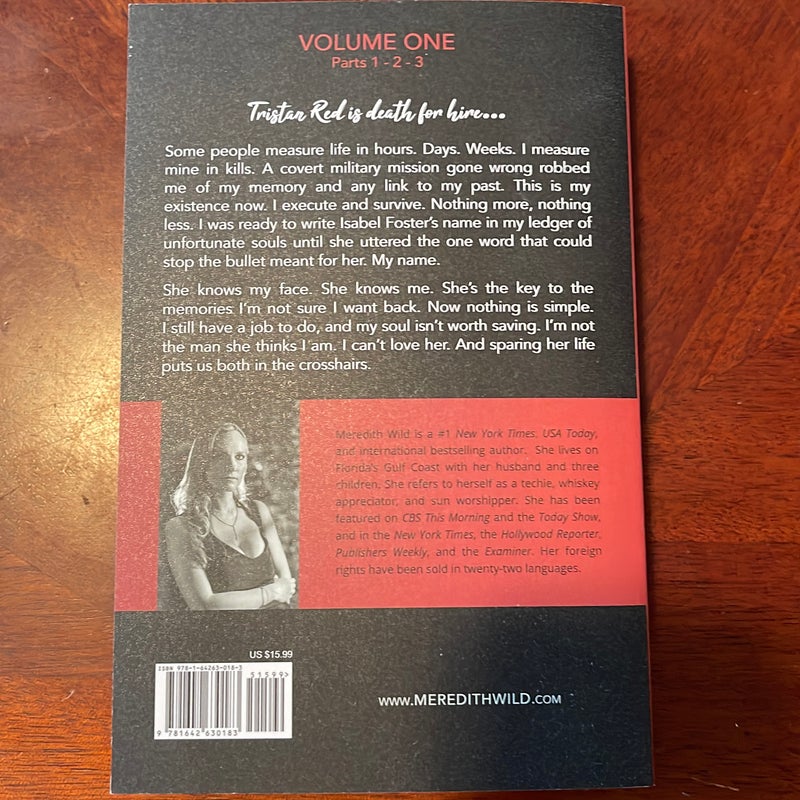 VOLUME ONE
Parts 1 - 2 - 3
Tristan Red is death for hire...
Some people measure life in hours. Days. Weeks. I measure
mine in kills. A covert military mission gone wrong robbed
me of my memory and any link to my past. This is my
existence now. I execute and survive. Nothing more, nothing
less. I was ready to write Isabel Foster's name in my ledger of
unfortunate souls until she uttered the one word that could
stop the bullet meant for her. My name.
She knows my face. She knows me. She's the key to the
memories I'm not sure I want back. Now nothing is simple.
I still have a job to do, and my soul isn't worth saving. I'm not
the man she thinks I am. I can't love her. And sparing her life
puts us both in the crosshairs.
Meredith Wild is a #1 New York Times, USA Today,
and international bestselling author. She lives on
Florida's Gulf Coast with her husband and three
children. She refers to herself as a techie, whiskey
appreciator, and sun worshipper. She has been
featured on CBS This Morning and the Today Show,
and in the New York Times, the Hollywood Reporter,
Publishers Weekly, and the Examiner. Her foreign
rights have been sold in twenty-two languages.
US $15.99
ISBN 978-1-64263-018-3
51599>
9 781642 630183
WWW.MEREDITHWILD.COM